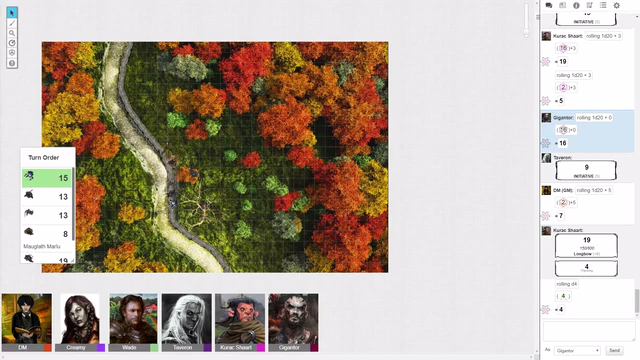 Turn Order
15
13
13
8
Mauglath Marlu
19
DM
Creamy
Wade
Taveron
Kurac Shaart
Gigantor
INITIATIVE
Kurac Shaart: rolling 1d20 + 3
(16)+3
= 19
rolling 1d20 + 3
(2)+3
= 5
Gigantor: rolling 1d20 + 0
(16)+0
= 16
Taveron:
9
INITIATIVE
DM (GM): rolling 1d20 + 5
(2)+5
= 7
Kurac Shaart:
19
150/600
Longbow
4
rolling d4
(4)
= 4
As
Gigantor
Send